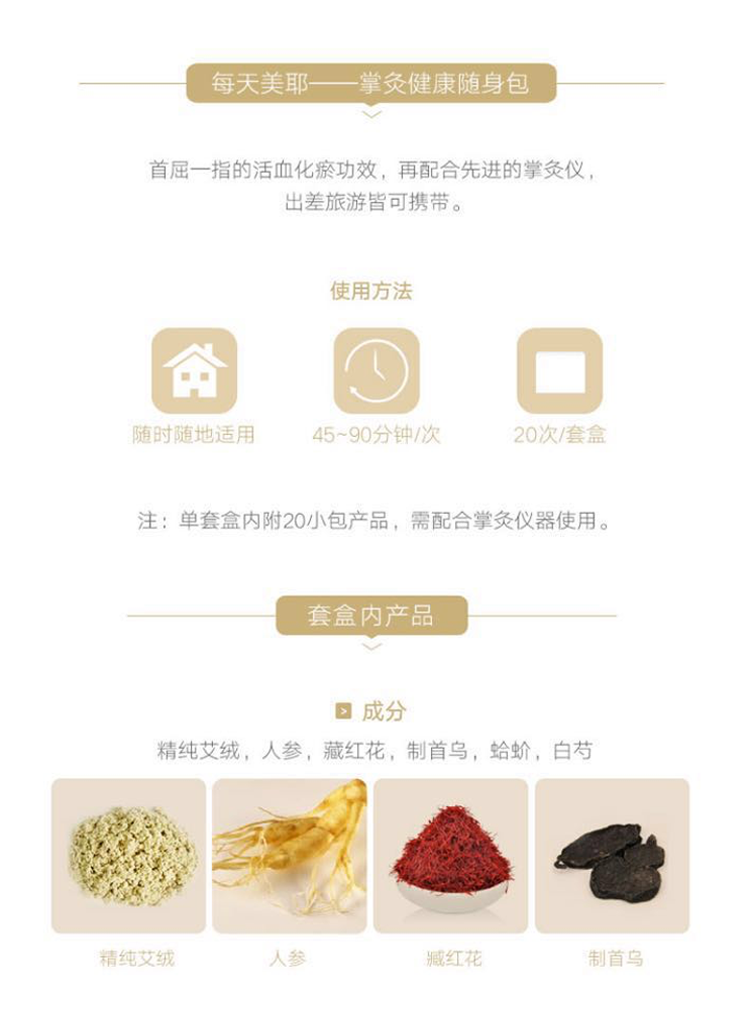 每天美耶——掌灸健康随身包
首屈一指的活血化瘀功效，再配合先进的掌灸仪，
出差旅游皆可携带。
使用方法
随时随地适用
45~90分钟/次
20次/套盒
注：单套盒内附20小包产品，需配合掌灸仪器使用。
套盒内产品
成分
精纯艾绒，人参，藏红花，制首乌，蛤蚧，白芍
精纯艾绒
人参
藏红花
制首乌